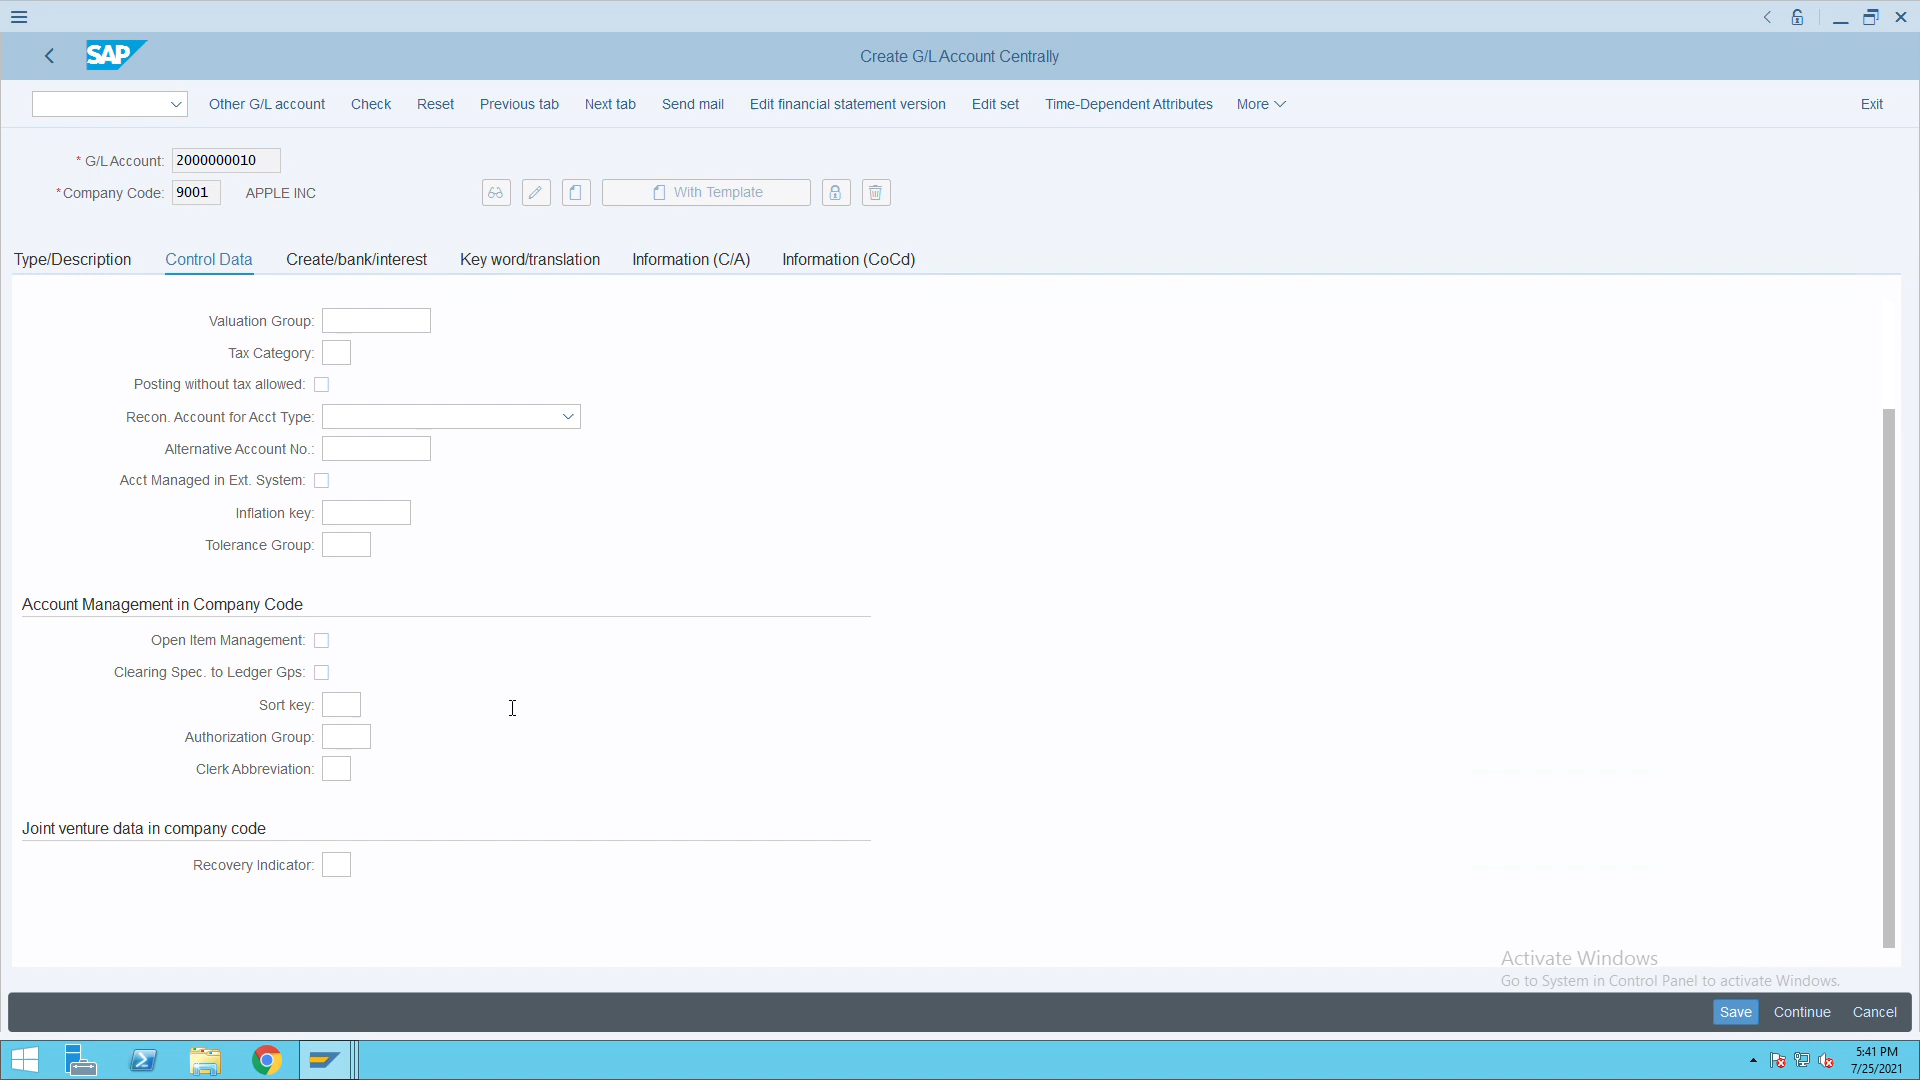 SAP
Create G/L Account Centrally
Other G/L account Check Reset Previous tab Next tab Send mail Edit financial statement version Edit set Time-Dependent Attributes More Exit
* G/L Account: 2000000010
* Company Code: 9001 APPLE INC With Template
Type/Description Control Data Create/bank/interest Key word/translation Information (C/A) Information (CoCd)
Valuation Group:
Tax Category:
Posting without tax allowed:
Recon. Account for Acct Type:
Alternative Account No.:
Acct Managed in Ext. System:
Inflation key:
Tolerance Group:
Account Management in Company Code
Open Item Management:
Clearing Spec. to Ledger Gps:
Sort key:
Authorization Group:
Clerk Abbreviation:
Joint venture data in company code
Recovery Indicator:
Activate Windows
Go to System in Control Panel to activate Windows.
Save Continue Cancel
5:41 PM
7/25/2021